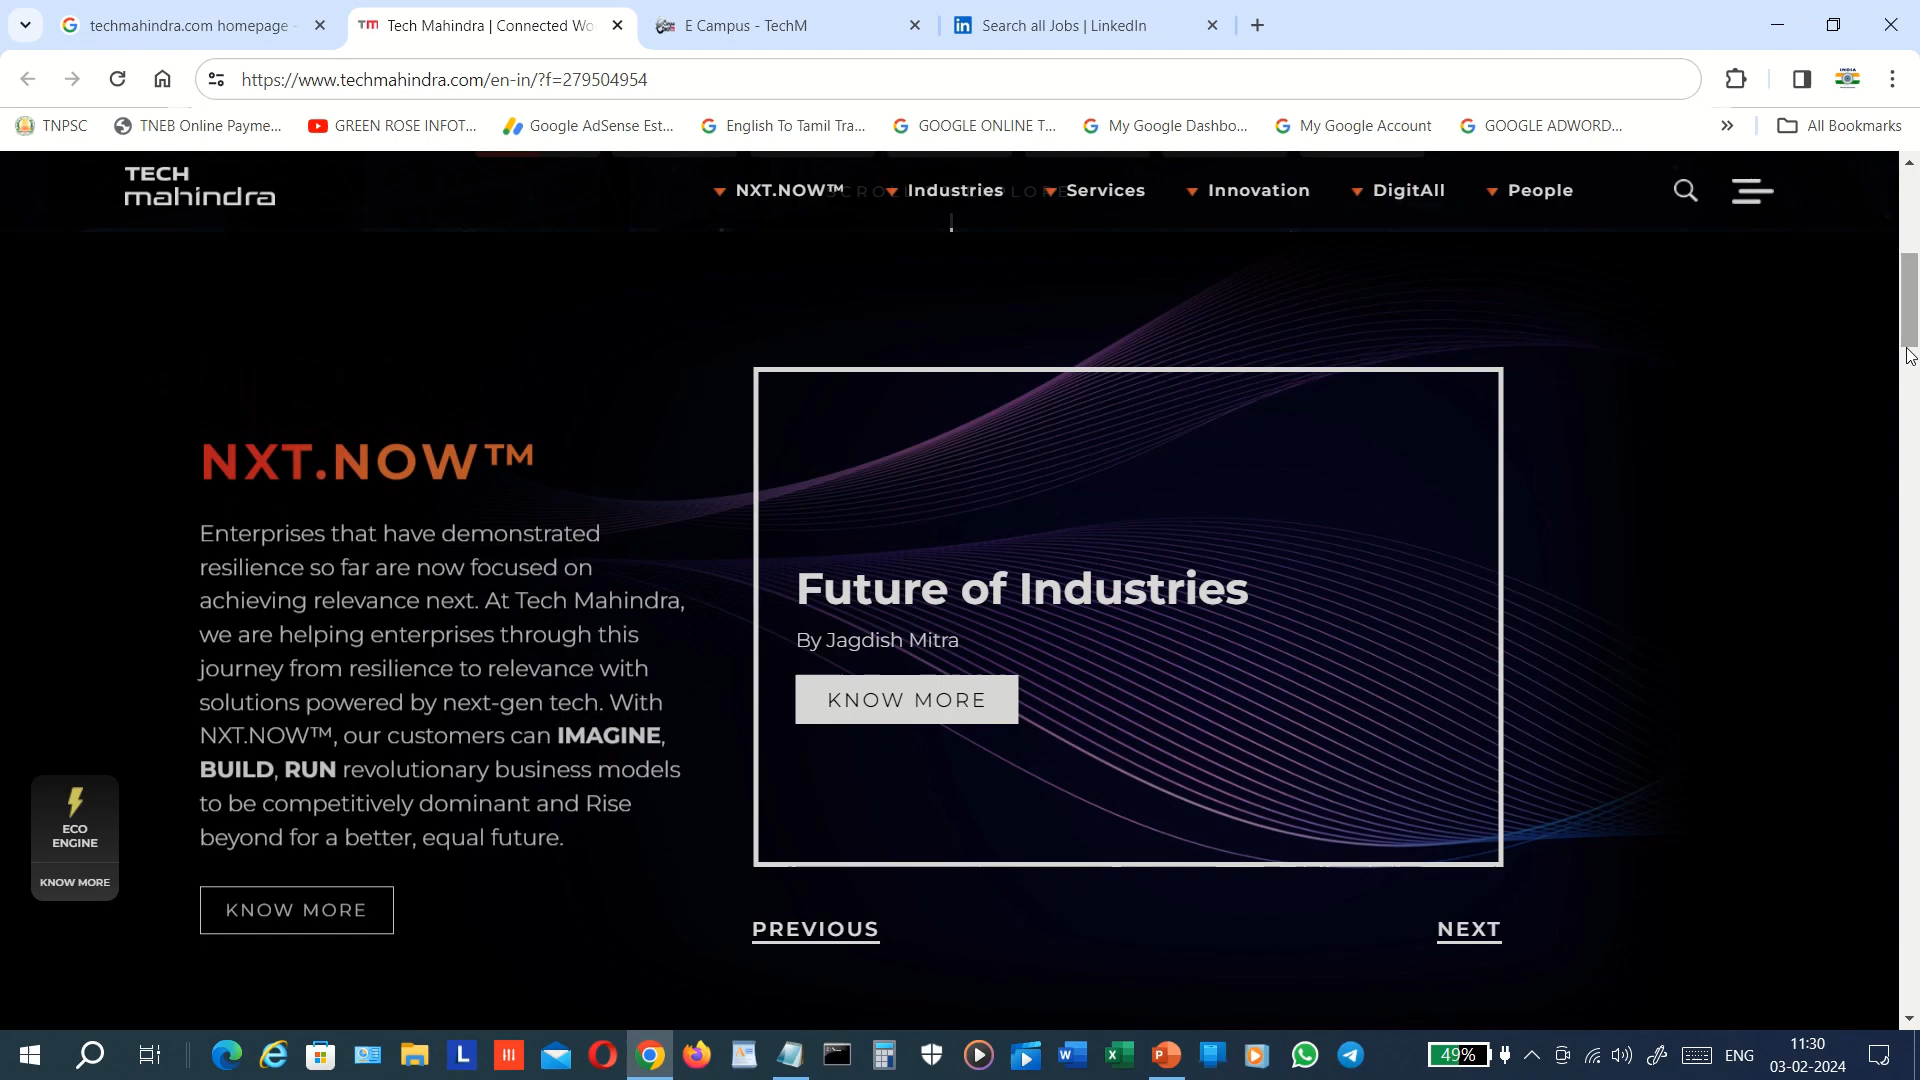 techmahindra.com homepage -
Tech Mahindra | Connected Wo
E Campus - TechM
Search all Jobs | LinkedIn
https://www.techmahindra.com/en-in/?f=279504954
TNPSC
TNEB Online Payme...
GREEN ROSE INFOT...
Google AdSense Est...
English To Tamil Tra...
GOOGLE ONLINE T...
My Google Dashbo...
My Google Account
GOOGLE ADWORD...
All Bookmarks
TECH
mahindra
NXT.NOW™
Industries
Services
Innovation
DigitAll
People
NXT.NOW™
Enterprises that have demonstrated
resilience so far are now focused on
achieving relevance next. At Tech Mahindra,
we are helping enterprises through this
journey from resilience to relevance with
solutions powered by next-gen tech. With
NXT.NOW™, our customers can IMAGINE,
BUILD, RUN revolutionary business models
to be competitively dominant and Rise
beyond for a better, equal future.
KNOW MORE
Future of Industries
By Jagdish Mitra
KNOW MORE
PREVIOUS
NEXT
ECO
ENGINE
KNOW MORE
49%
ENG
11:30
03-02-2024